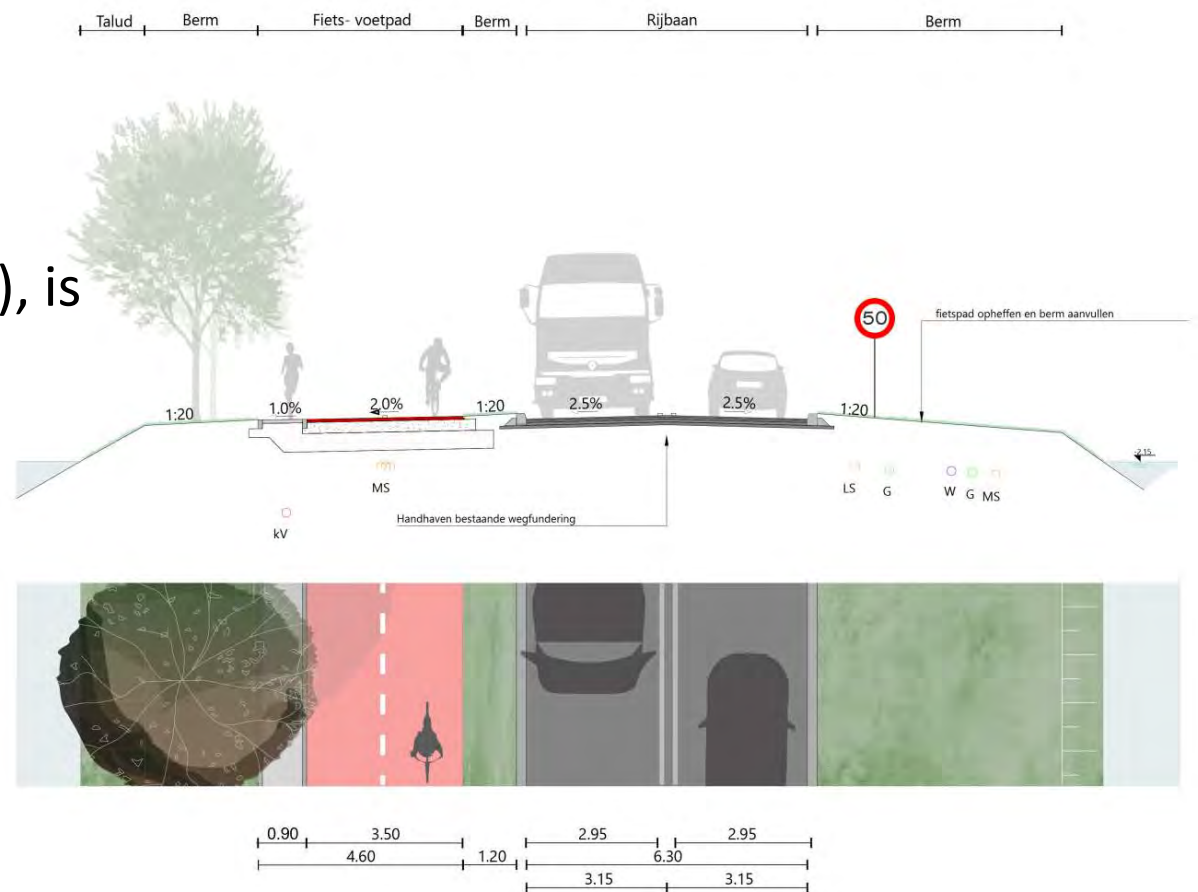 Talud Berm Fiets- voetpad Berm Rijbaan Berm
), is
50
fietspad opheffen en berm aanvullen
1:20 1.0% 2.0% 1:20 2.5% 2.5% 1:20
-2.15
MS
LS G W G MS
kV
Handhaven bestaande wegfundering
0.90 3.50 2.95 2.95
4.60 1.20 6.30
3.15 3.15